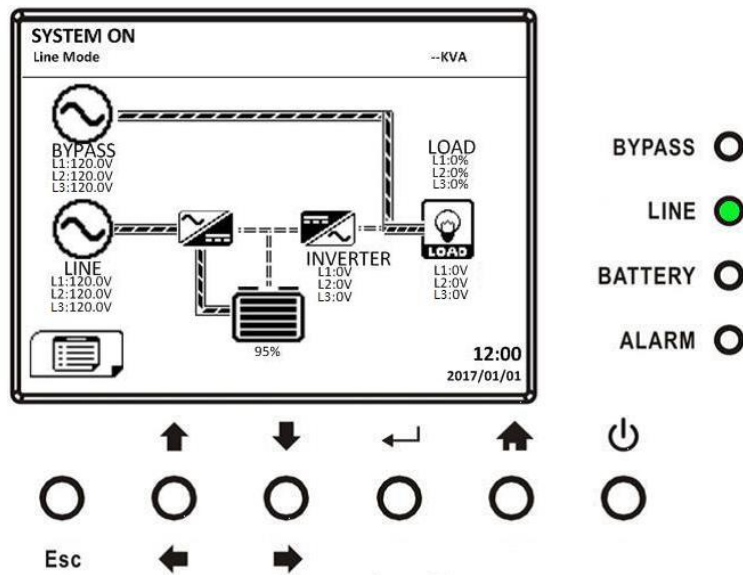 SYSTEM ON
Line Mode
--KVA
BYPASS
L1:120.0V
L2:120.0V
L3:120.0V
LOAD
L1:0%
L2:0%
L3:0%
LINE
L1:120.0V
L2:120.0V
L3:120.0V
INVERTER
L1:0V
L2:0V
L3:0V
LOAD
L1:0V
L2:0V
L3:0V
95%
12:00
2017/01/01
BYPASS
LINE
BATTERY
ALARM
Esc